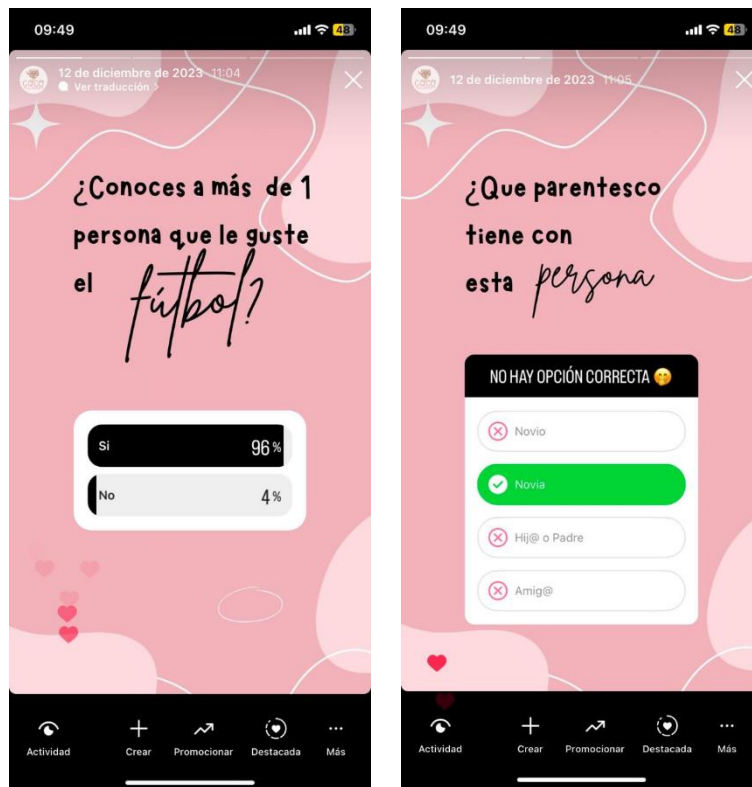 09:49
48
12 de diciembre de 2023 11:04
Ver traducción >
¿Conoces a más de 1
persona que le guste
el fútbol?
Sí 96%
No 4%
Actividad
Crear
Promocionar
Destacada
Más
09:49
48
12 de diciembre de 2023 11:05
¿Que parentesco
tiene con
esta persona
NO HAY OPCIÓN CORRECTA 🤭
Novio
Novia
Hij@ o Padre
Amig@
Actividad
Crear
Promocionar
Destacada
Más